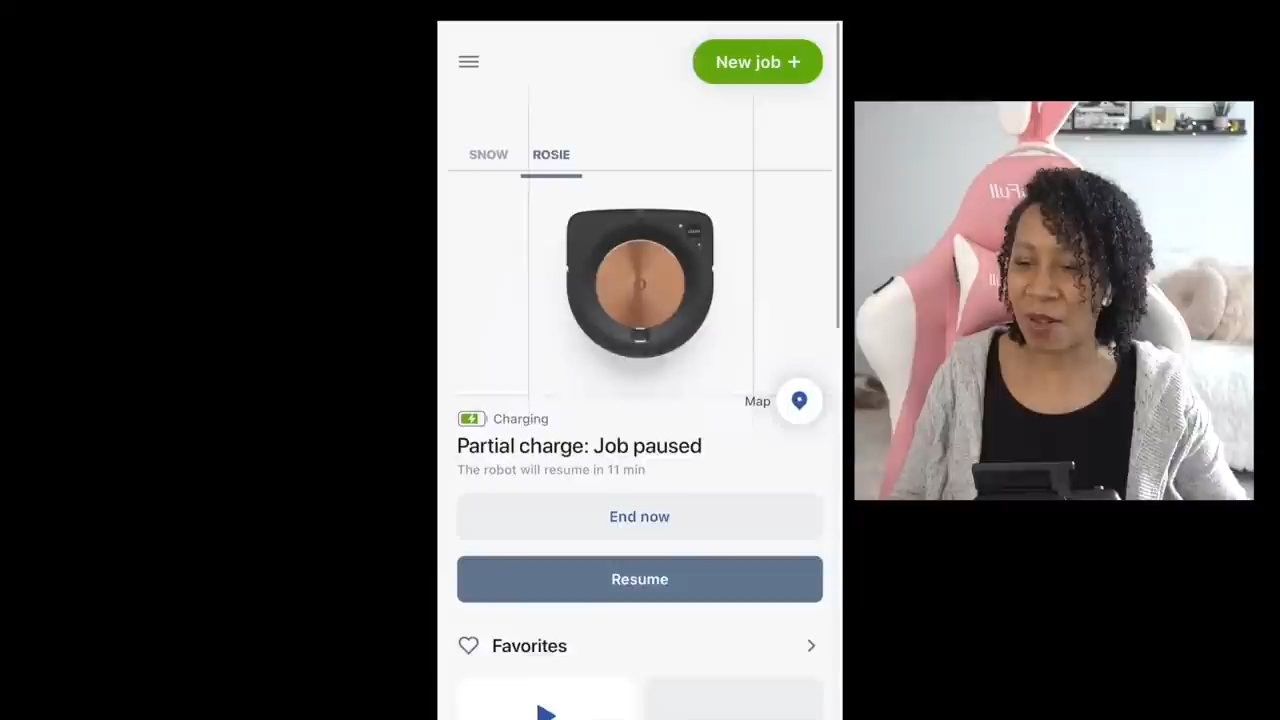 New job +
SNOW ROSIE
Map
Charging
Partial charge: Job paused
The robot will resume in 11 min
End now
Resume
Favorites